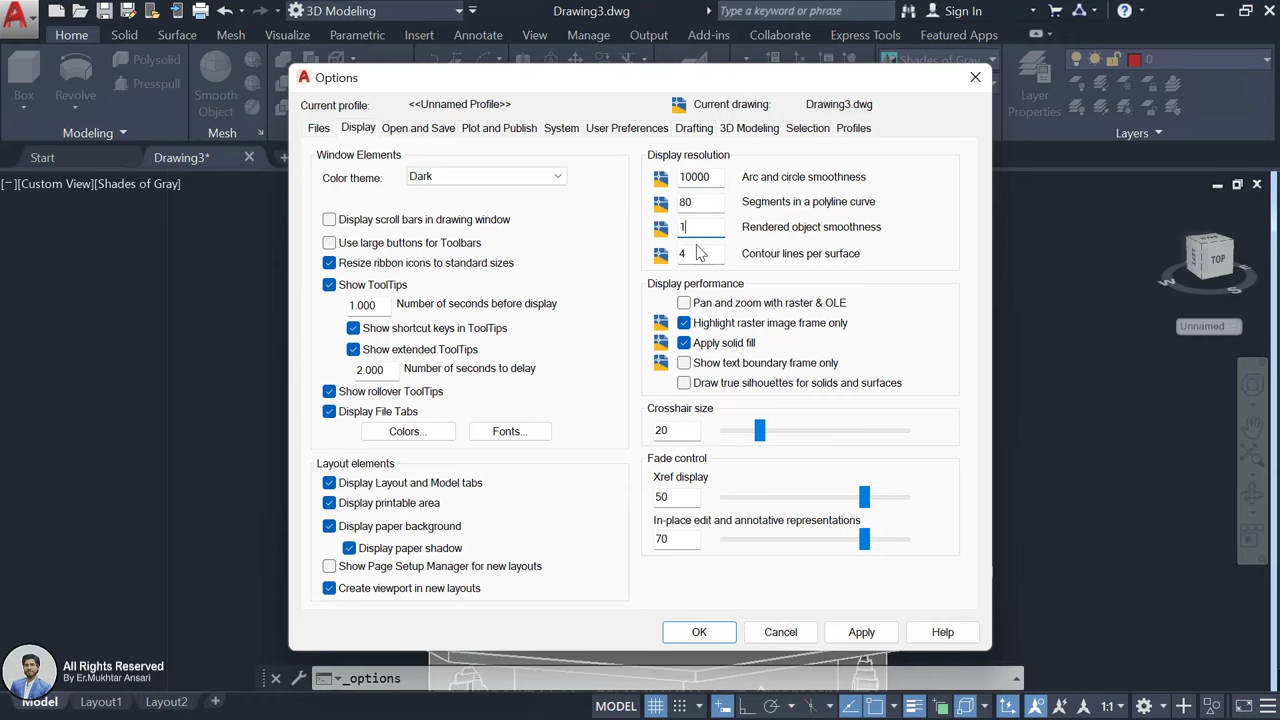 3D Modeling
Drawing3.dwg
Type a keyword or phrase
Sign In
Home Solid Surface Mesh Visualize Parametric Insert Annotate View Manage Output Add-ins Collaborate Express Tools Featured Apps
Box
Revolve
Polysolid
Presspull
Smooth Object
Shades of Gray
0
Layer Properties
Modeling
Mesh
Layers
Start
Drawing3*
[−][Custom View][Shades of Gray]
TOP
Unnamed
Options
Current profile: <<Unnamed Profile>> Current drawing: Drawing3.dwg
Files Display Open and Save Plot and Publish System User Preferences Drafting 3D Modeling Selection Profiles
Window Elements
Color theme: Dark
Display scroll bars in drawing window
Use large buttons for Toolbars
Resize ribbon icons to standard sizes
Show ToolTips
1.000 Number of seconds before display
Show shortcut keys in ToolTips
Show extended ToolTips
2.000 Number of seconds to delay
Show rollover ToolTips
Display File Tabs
Colors... Fonts...
Layout elements
Display Layout and Model tabs
Display printable area
Display paper background
Display paper shadow
Show Page Setup Manager for new layouts
Create viewport in new layouts
Display resolution
10000 Arc and circle smoothness
80 Segments in a polyline curve
1 Rendered object smoothness
4 Contour lines per surface
Display performance
Pan and zoom with raster & OLE
Highlight raster image frame only
Apply solid fill
Show text boundary frame only
Draw true silhouettes for solids and surfaces
Crosshair size
20
Fade control
Xref display
50
In-place edit and annotative representations
70
OK Cancel Apply Help
_options
All Rights Reserved
By Er.Mukhtar Ansari
Model Layout1 Layout2
MODEL
1:1